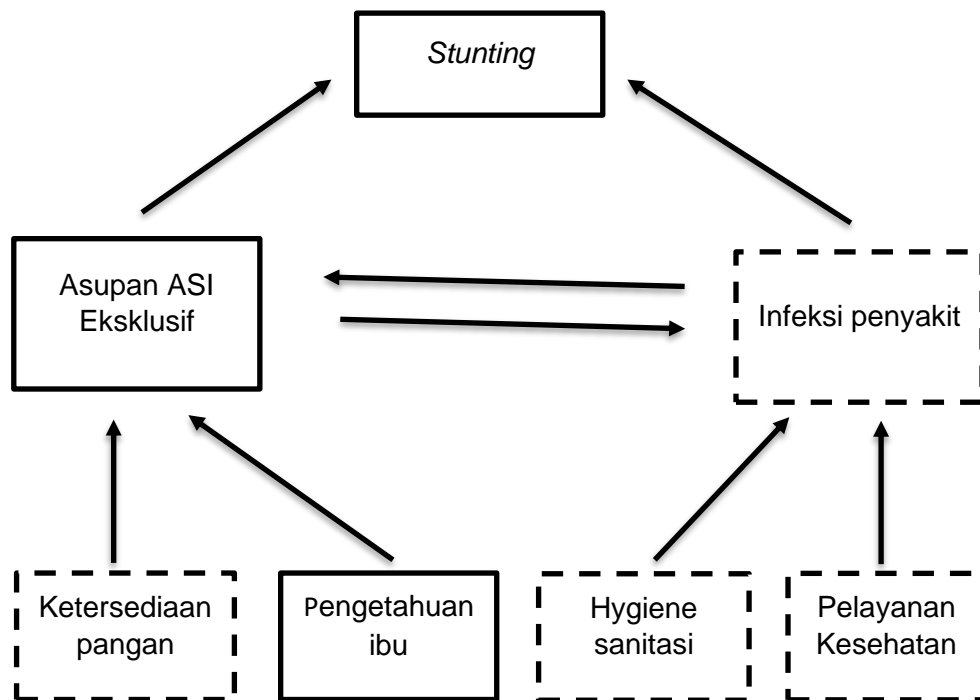 Stunting
Asupan ASI
Eksklusif
Infeksi penyakit
Ketersediaan
pangan
Pengetahuan
ibu
Hygiene
sanitasi
Pelayanan
Kesehatan